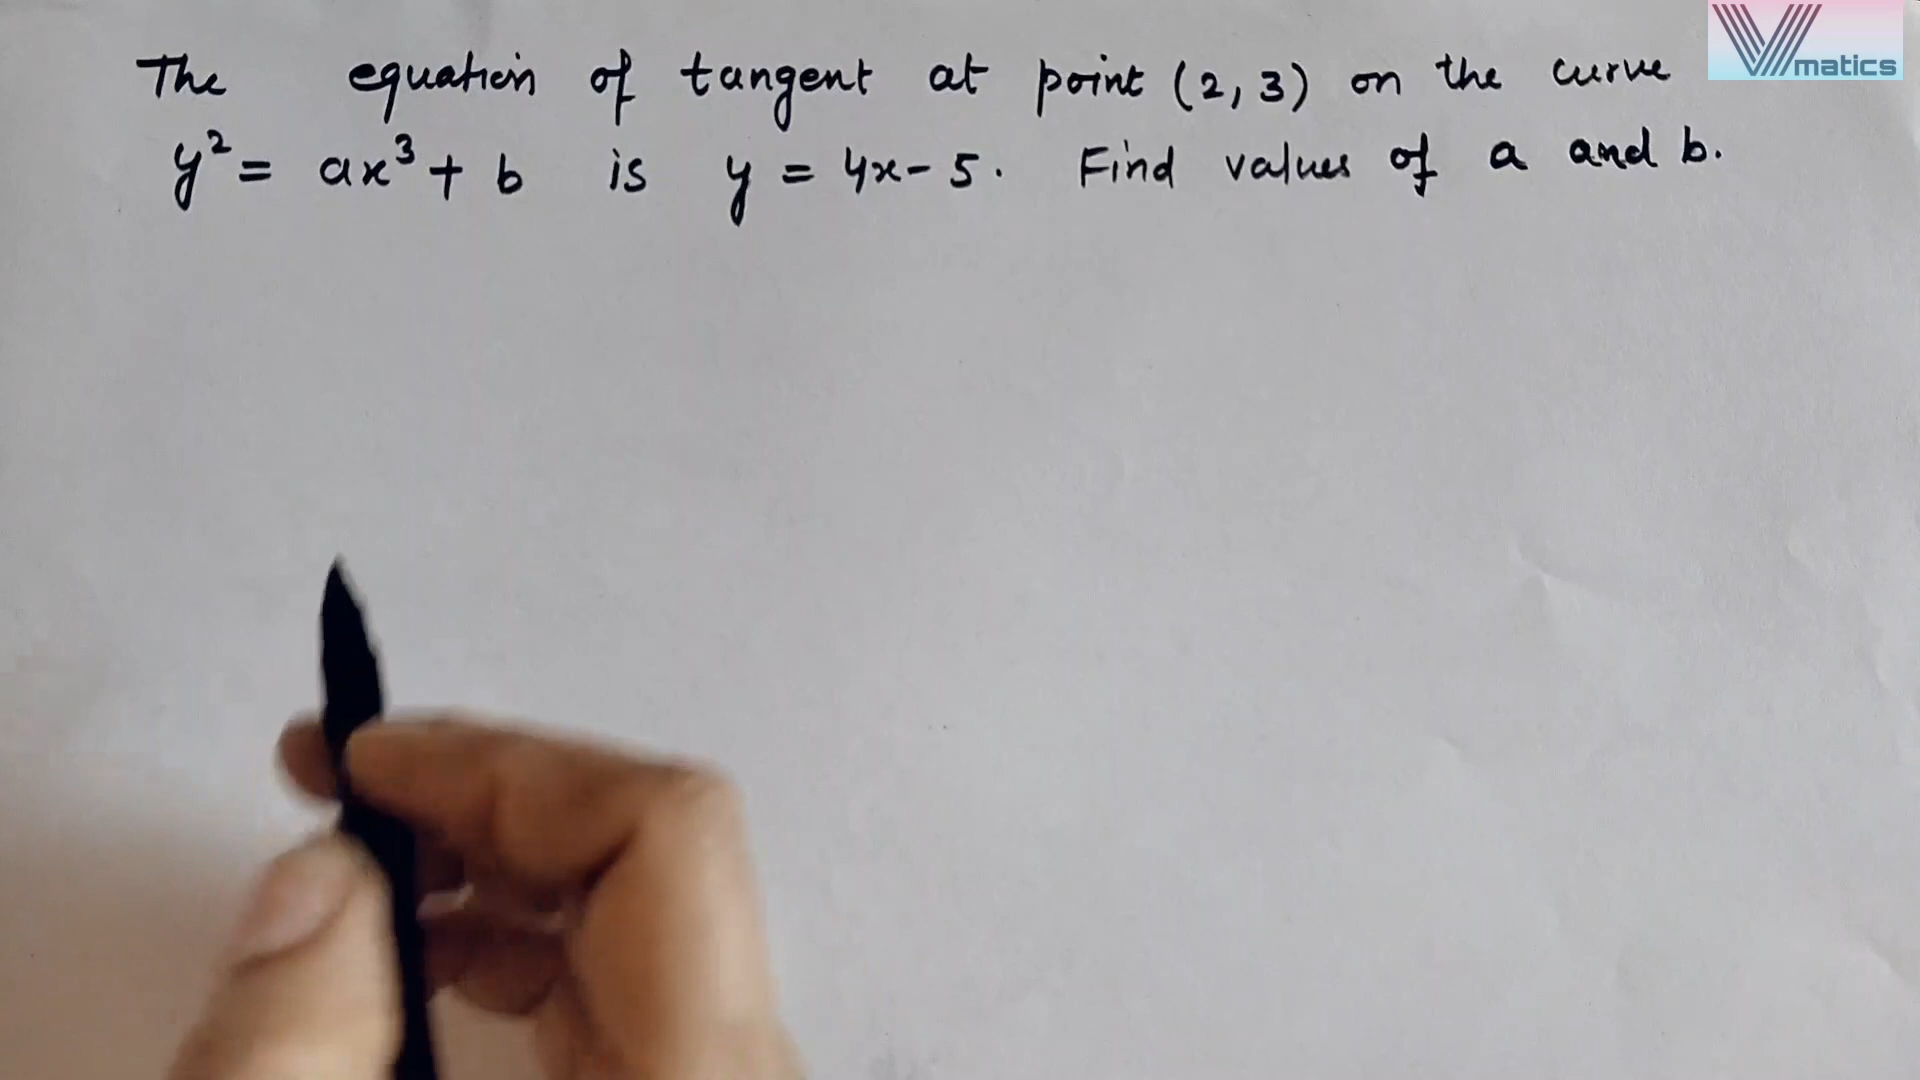 The equation of tangent at point (2, 3) on the curve
y² = ax³ + b is y = 4x - 5. Find values of a and b.
Vmatics